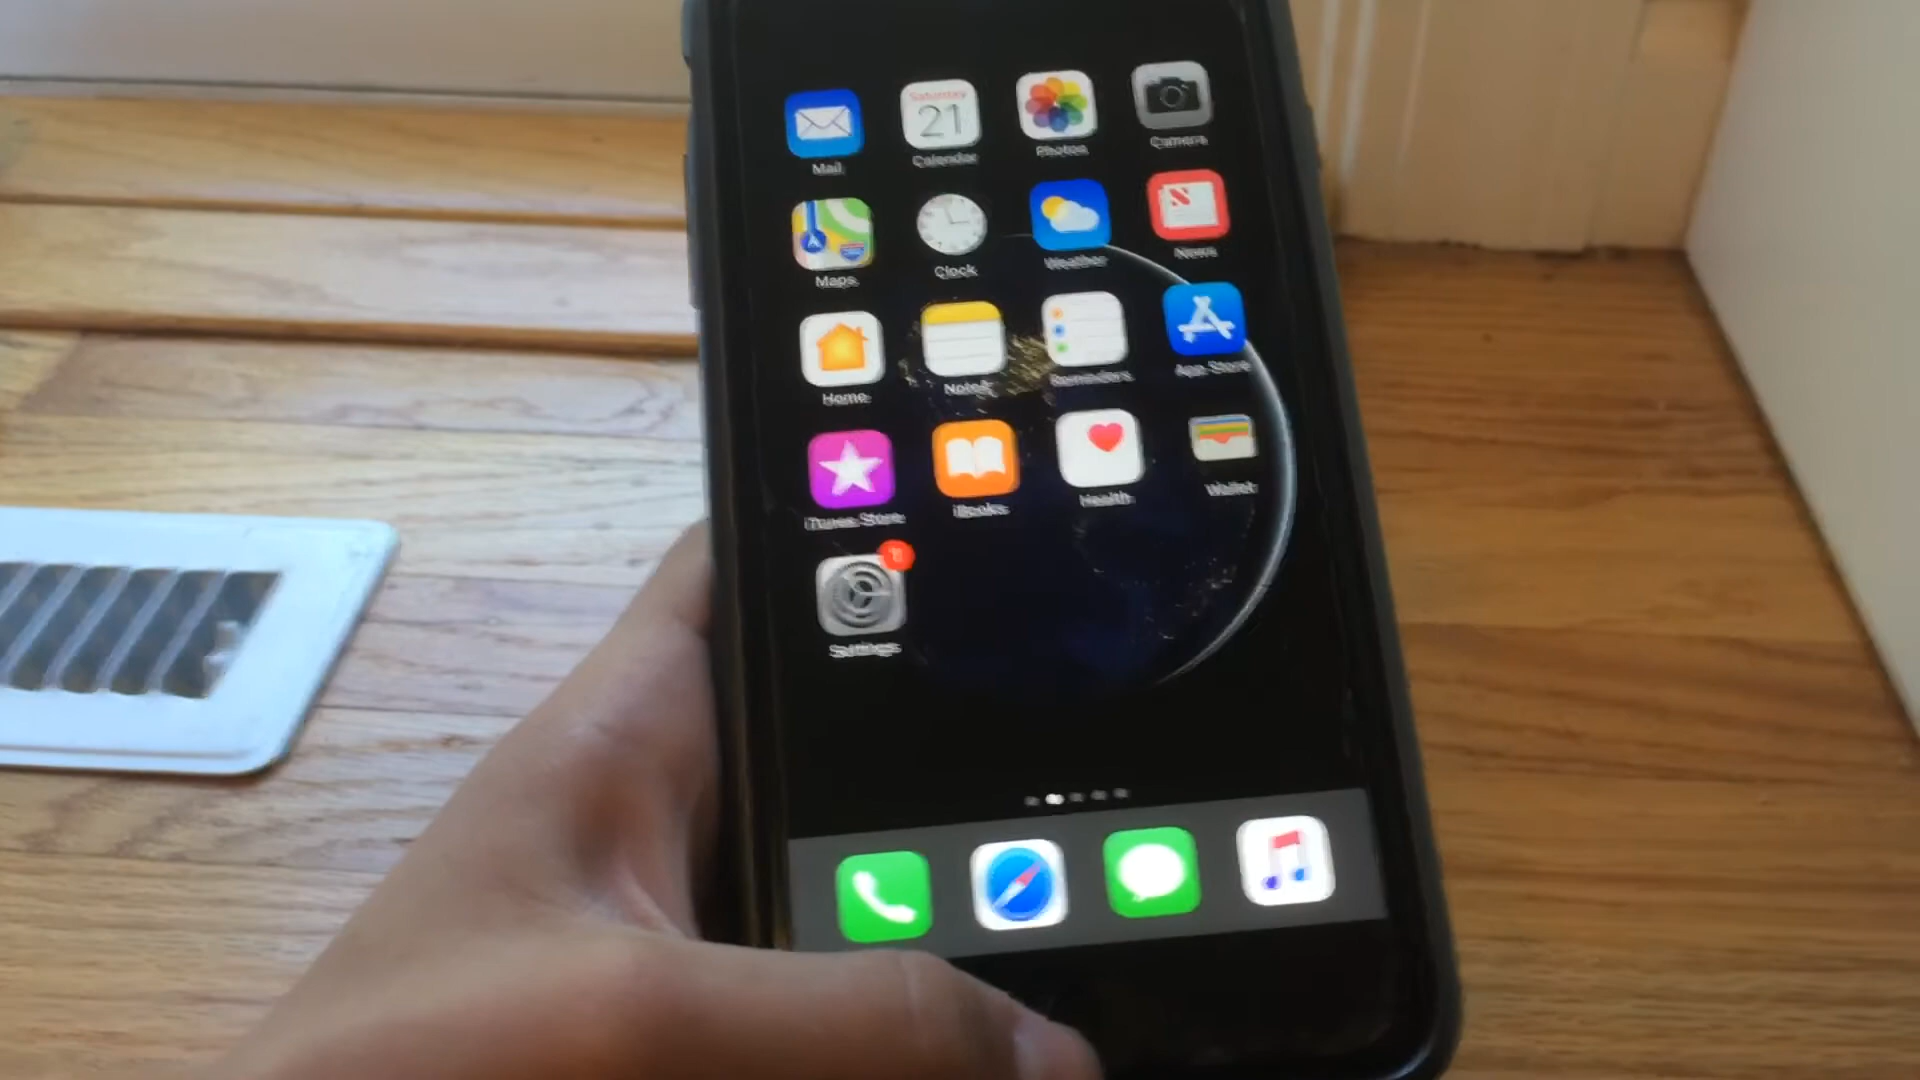 Saturday
21
Mail
Calendar
Photos
Camera
Maps
Clock
Weather
News
Home
Notes
Reminders
App Store
iTunes Store
iBooks
Health
Wallet
Settings